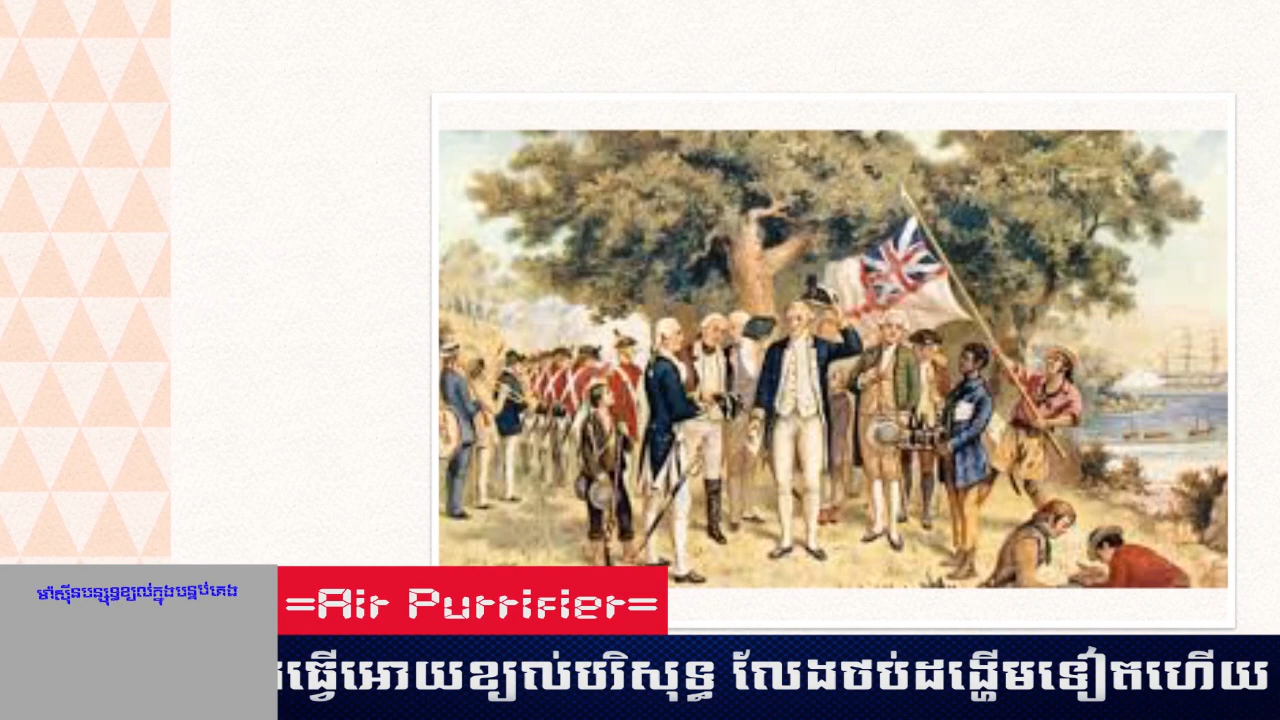 ម៉ាស៊ីនបន្សុទ្ធខ្យល់ក្នុងបន្ទប់គេង
=Air Purrifier=
ធ្វើអោយខ្យល់បរិសុទ្ធ លែងថប់ដង្ហើមទៀតហើយ